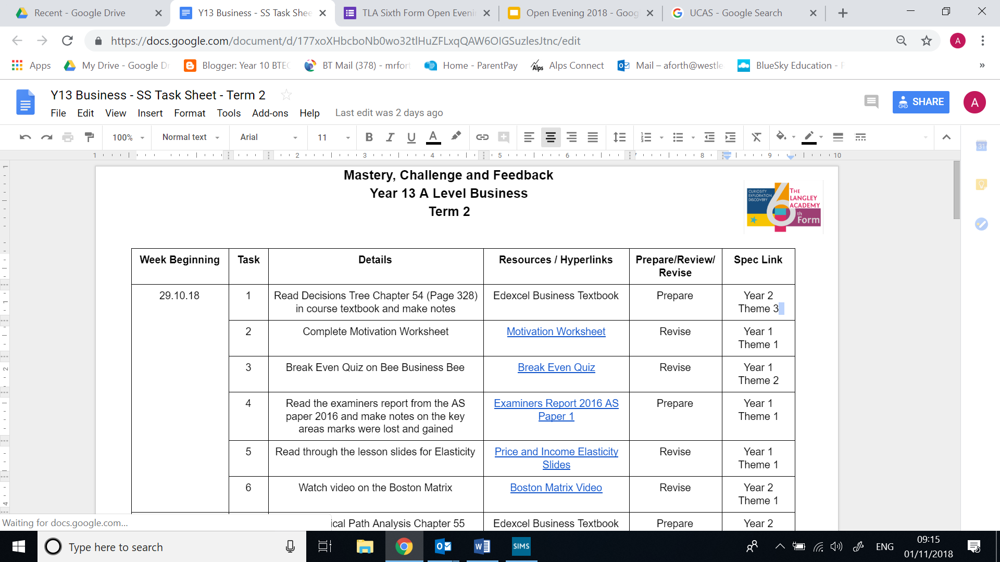 Recent - Google Drive
Y13 Business - SS Task Shee
TLA Sixth Form Open Evenin
Open Evening 2018 - Goog
UCAS - Google Search
https://docs.google.com/document/d/177xoXHbcboNb0wo32tlHuZFLxqQAW6OIGSuzlesJtnc/edit
A
Apps
My Drive - Google Dr
Blogger: Year 10 BTEC
BT Mail (378) - mrfort
Home - ParentPay
Alps
Alps Connect
Mail – aforth@westle
BlueSky Education -
»
Y13 Business - SS Task Sheet - Term 2
SHARE
A
File Edit View Insert Format Tools Add-ons Help Last edit was 2 days ago
100% Normal text Arial 11 B I U A
1 2 3 4 5 6 7 8 9 10
31
Mastery, Challenge and Feedback
Year 13 A Level Business
Term 2
CURIOSITY
EXPLORATION
DISCOVERY
6
th
THE
LANGLEY
ACADEMY
Form
Week Beginning Task Details Resources / Hyperlinks Prepare/Review/
Revise Spec Link
29.10.18 1 Read Decisions Tree Chapter 54 (Page 328)
in course textbook and make notes Edexcel Business Textbook Prepare Year 2
Theme 3
2 Complete Motivation Worksheet Motivation Worksheet Revise Year 1
Theme 1
3 Break Even Quiz on Bee Business Bee Break Even Quiz Revise Year 1
Theme 2
4 Read the examiners report from the AS
paper 2016 and make notes on the key
areas marks were lost and gained
Examiners Report 2016 AS
Paper 1
Prepare
Year 1
Theme 1
5 Read through the lesson slides for Elasticity
Price and Income Elasticity
Slides
Revise
Year 1
Theme 1
6 Watch video on the Boston Matrix Boston Matrix Video Revise Year 2
Theme 1
ical Path Analysis Chapter 55 Edexcel Business Textbook Prepare Year 2
Waiting for docs.google.com...
Type here to search
SIMS
ENG
09:15
01/11/2018